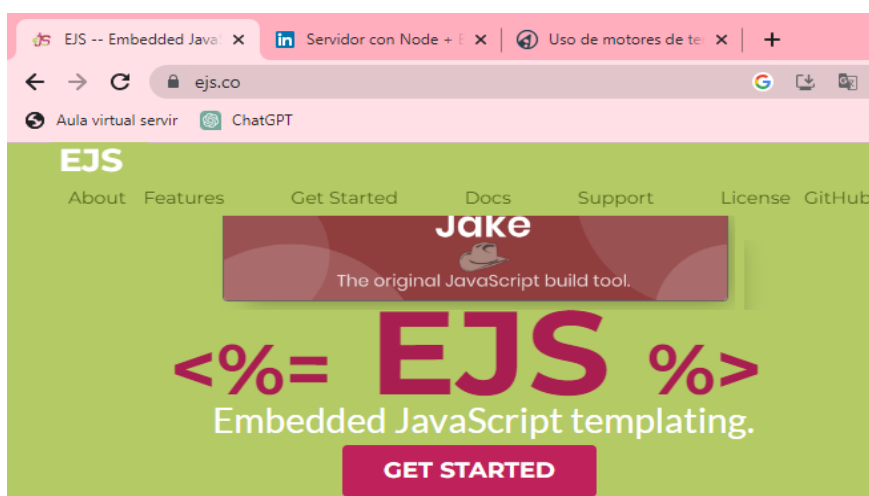 EJS -- Embedded Java
Servidor con Node + E
Uso de motores de te
ejs.co
Aula virtual servir
ChatGPT
EJS
About Features Get Started Docs Support License GitHub
Jake
The original JavaScript build tool.
<%= EJS %>
Embedded JavaScript templating.
GET STARTED